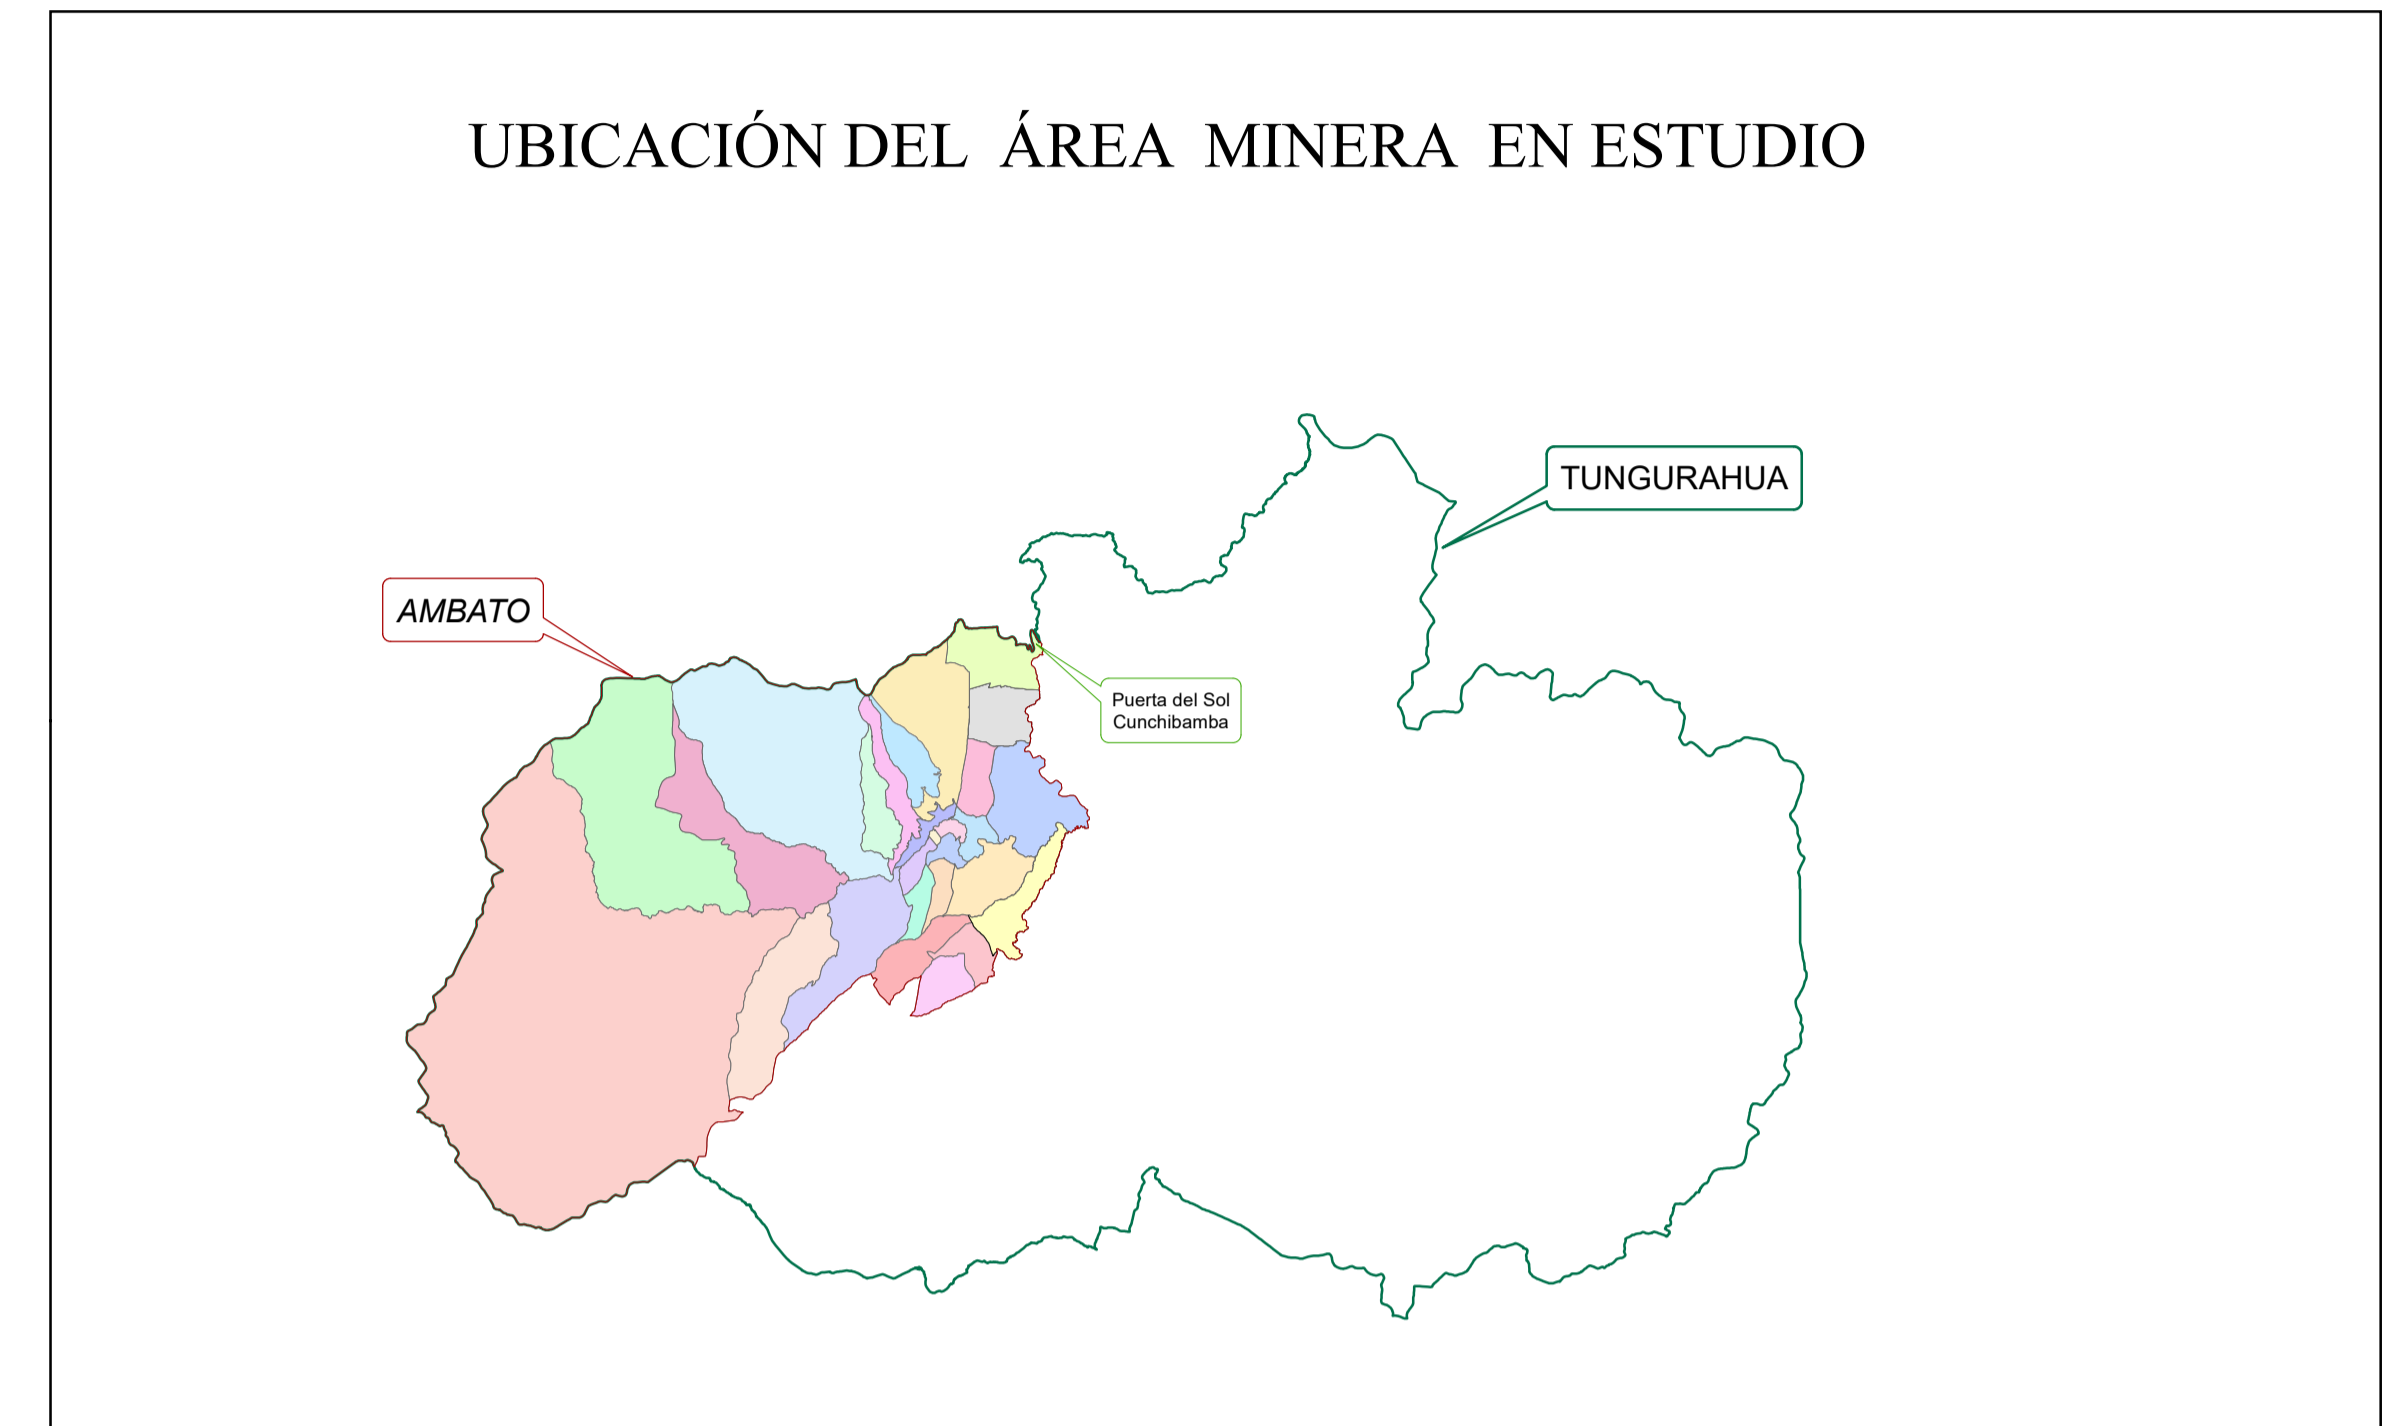 UBICACIÓN DEL ÁREA MINERA EN ESTUDIO
TUNGURAHUA
AMBATO
Puerta del Sol
Cunchibamba